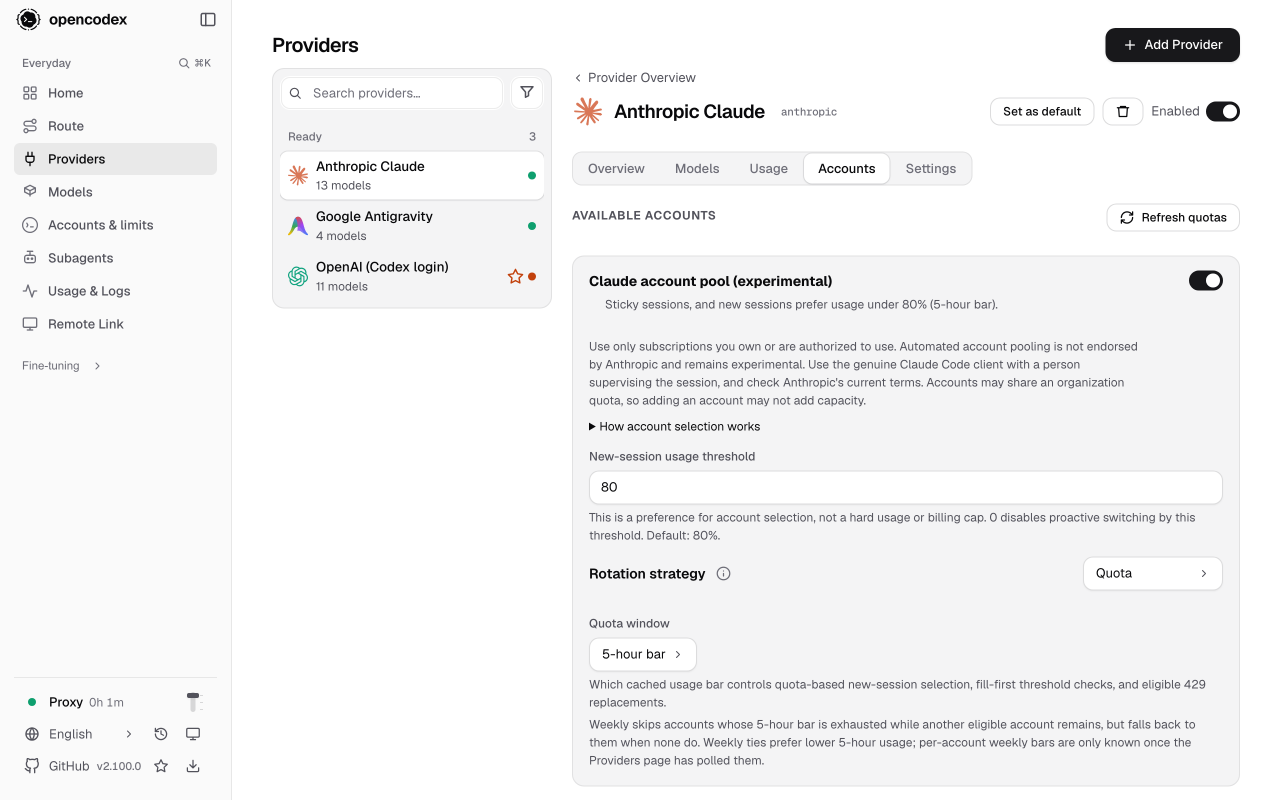 opencodex
Everyday
⌘K
Home
Route
Providers
Models
Accounts & limits
Subagents
Usage & Logs
Remote Link
Fine-tuning
Proxy 0h 1m
English
GitHub v2.100.0
Providers
Add Provider
Search providers...
Ready 3
Anthropic Claude
13 models
Google Antigravity
4 models
OpenAI (Codex login)
11 models
Provider Overview
Anthropic Claude anthropic
Set as default
Enabled
Overview Models Usage Accounts Settings
AVAILABLE ACCOUNTS
Refresh quotas
Claude account pool (experimental)
Sticky sessions, and new sessions prefer usage under 80% (5-hour bar).
Use only subscriptions you own or are authorized to use. Automated account pooling is not endorsed
by Anthropic and remains experimental. Use the genuine Claude Code client with a person
supervising the session, and check Anthropic's current terms. Accounts may share an organization
quota, so adding an account may not add capacity.
How account selection works
New-session usage threshold
80
This is a preference for account selection, not a hard usage or billing cap. 0 disables proactive switching by this
threshold. Default: 80%.
Rotation strategy
Quota
Quota window
5-hour bar
Which cached usage bar controls quota-based new-session selection, fill-first threshold checks, and eligible 429
replacements.
Weekly skips accounts whose 5-hour bar is exhausted while another eligible account remains, but falls back to
them when none do. Weekly ties prefer lower 5-hour usage; per-account weekly bars are only known once the
Providers page has polled them.